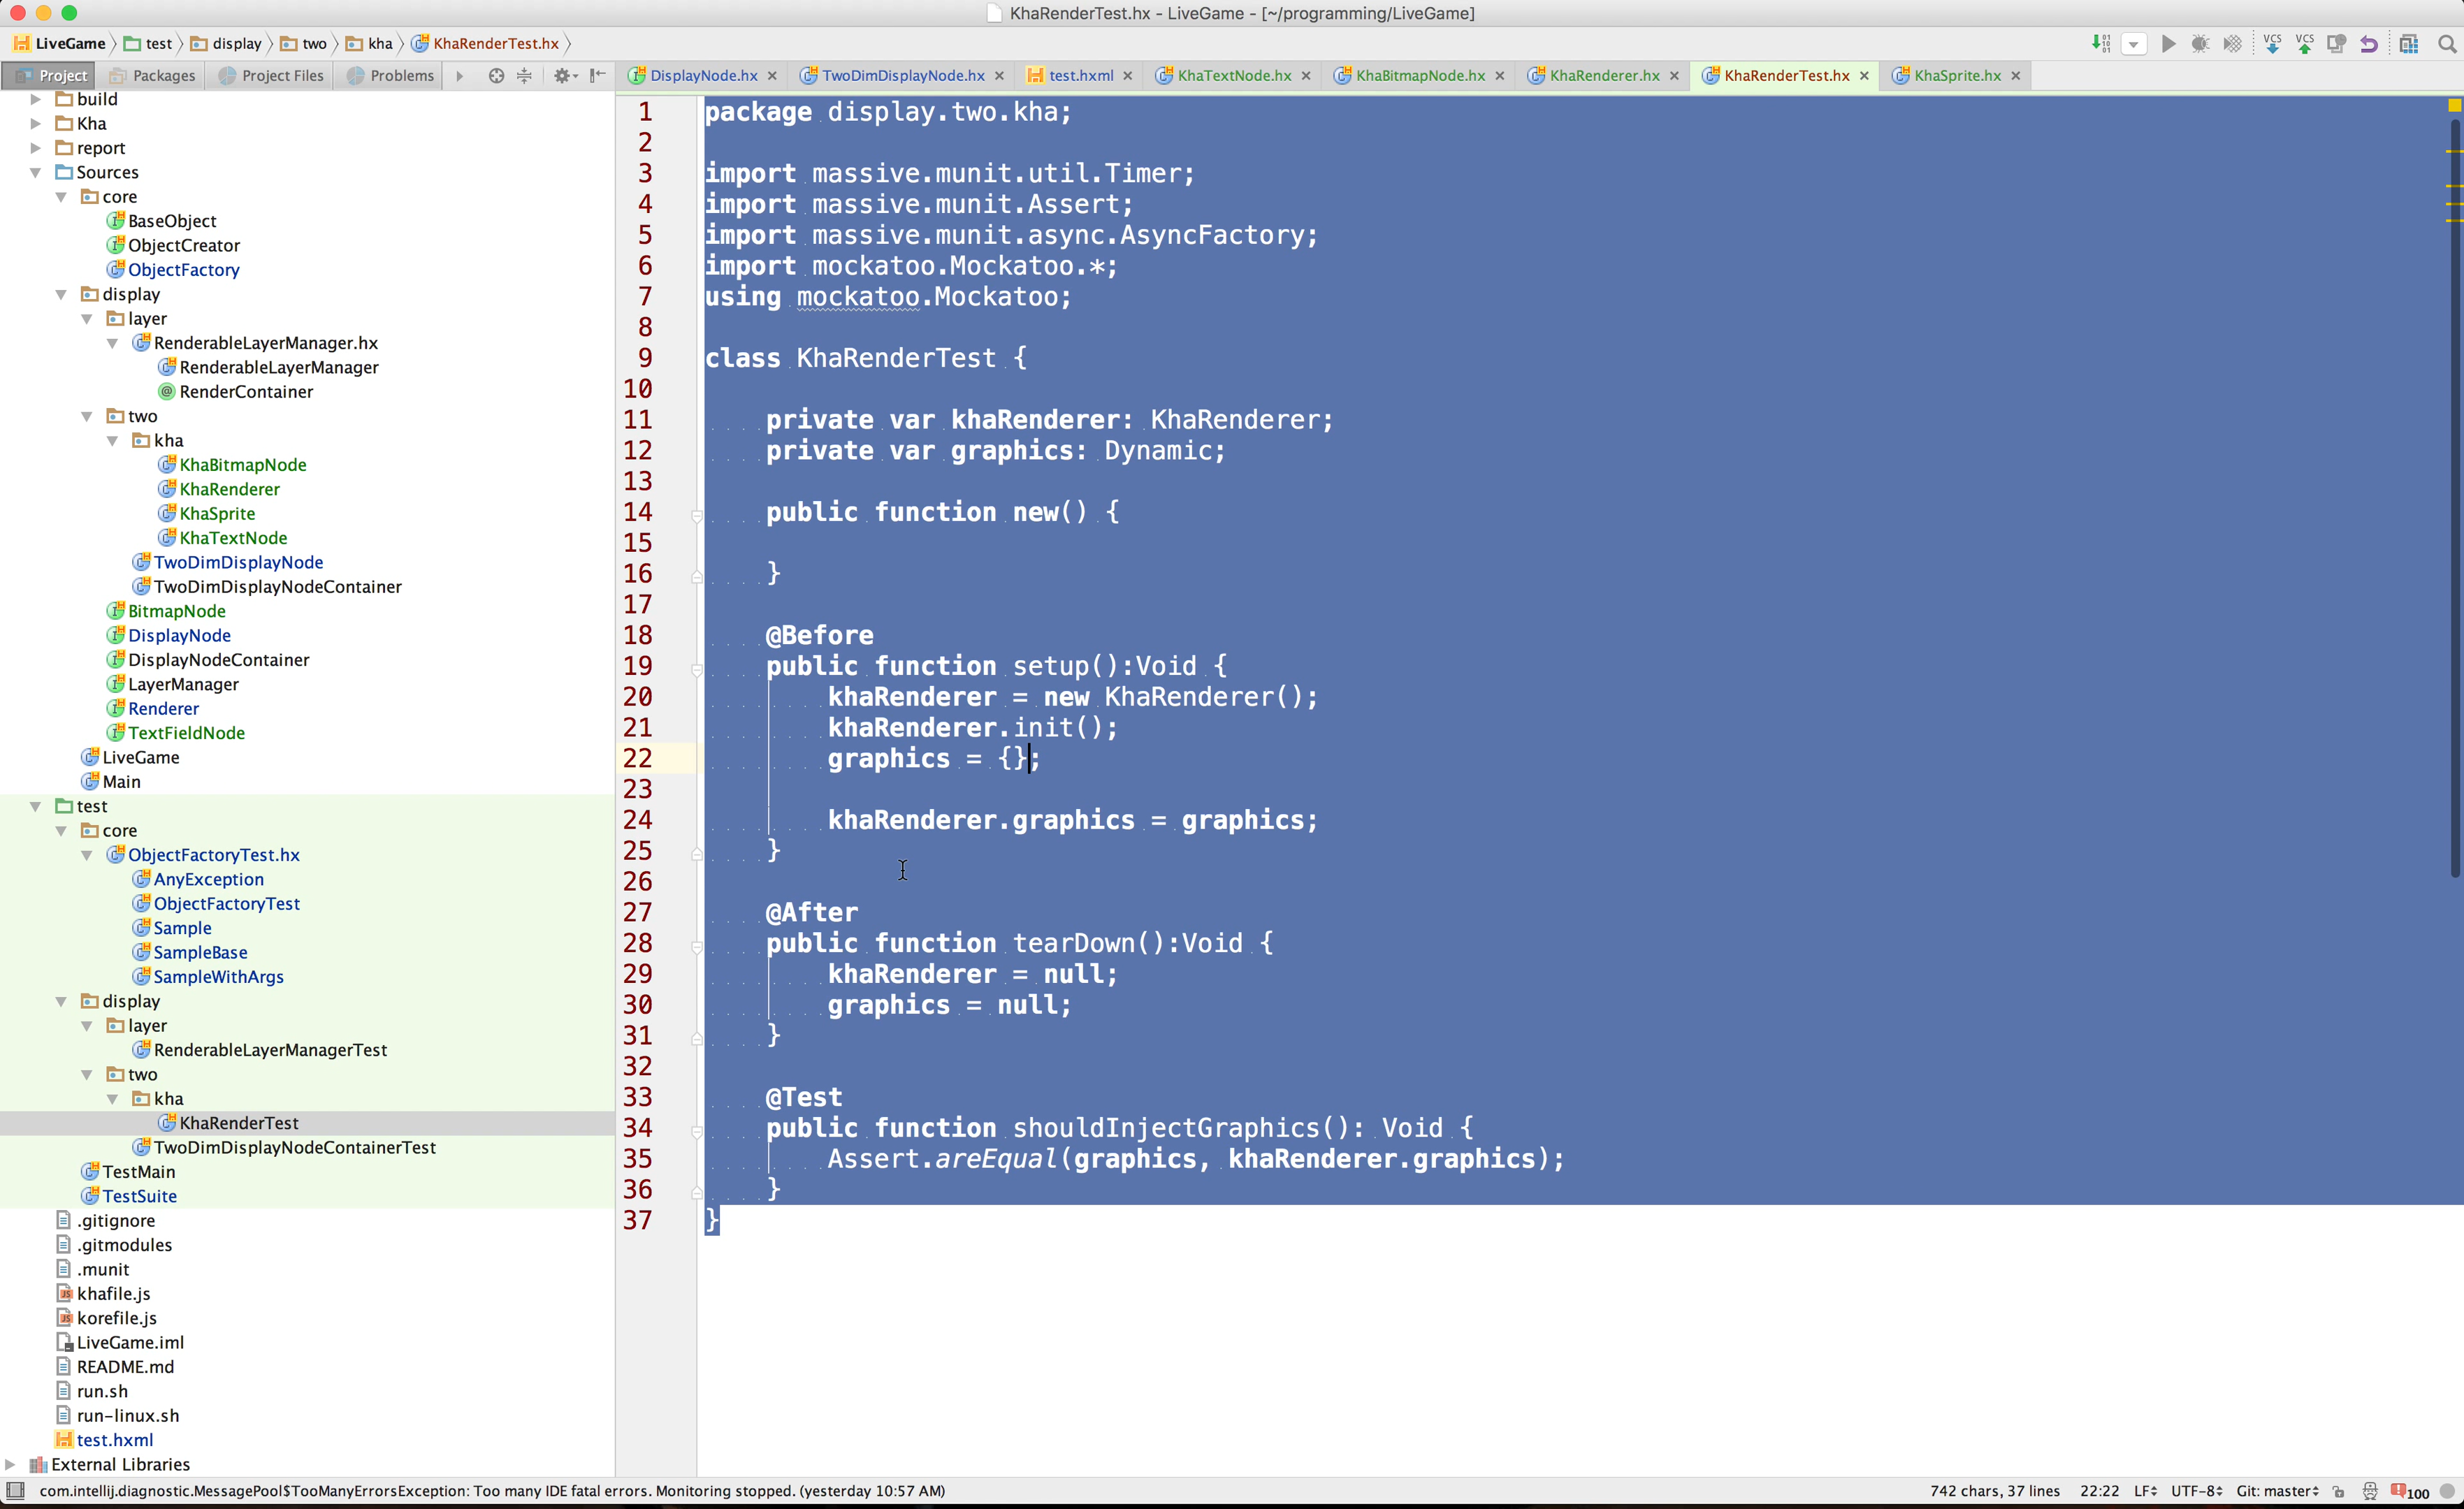 KhaRenderTest.hx - LiveGame - [~/programming/LiveGame]
LiveGame test display two kha KhaRenderTest.hx
Project Packages Project Files Problems
DisplayNode.hx TwoDimDisplayNode.hx test.hxml KhaTextNode.hx KhaBitmapNode.hx KhaRenderer.hx KhaRenderTest.hx KhaSprite.hx
VCS VCS
build
Kha
report
Sources
core
BaseObject
ObjectCreator
ObjectFactory
display
layer
RenderableLayerManager.hx
RenderableLayerManager
RenderContainer
two
kha
KhaBitmapNode
KhaRenderer
KhaSprite
KhaTextNode
TwoDimDisplayNode
TwoDimDisplayNodeContainer
BitmapNode
DisplayNode
DisplayNodeContainer
LayerManager
Renderer
TextFieldNode
LiveGame
Main
test
core
ObjectFactoryTest.hx
AnyException
ObjectFactoryTest
Sample
SampleBase
SampleWithArgs
display
layer
RenderableLayerManagerTest
two
kha
KhaRenderTest
TwoDimDisplayNodeContainerTest
TestMain
TestSuite
.gitignore
.gitmodules
.munit
khafile.js
korefile.js
LiveGame.iml
README.md
run.sh
run-linux.sh
test.hxml
External Libraries
1 package display.two.kha;
2
3 import massive.munit.util.Timer;
4 import massive.munit.Assert;
5 import massive.munit.async.AsyncFactory;
6 import mockatoo.Mockatoo.*;
7 using mockatoo.Mockatoo;
8
9 class KhaRenderTest {
10
11 private var khaRenderer: KhaRenderer;
12 private var graphics: Dynamic;
13
14 public function new() {
15
16 }
17
18 @Before
19 public function setup():Void {
20 khaRenderer = new KhaRenderer();
21 khaRenderer.init();
22 graphics = {};
23
24 khaRenderer.graphics = graphics;
25 }
26
27 @After
28 public function tearDown():Void {
29 khaRenderer = null;
30 graphics = null;
31 }
32
33 @Test
34 public function shouldInjectGraphics(): Void {
35 Assert.areEqual(graphics, khaRenderer.graphics);
36 }
37 }
com.intellij.diagnostic.MessagePool$TooManyErrorsException: Too many IDE fatal errors. Monitoring stopped. (yesterday 10:57 AM) 742 chars, 37 lines 22:22 LF UTF-8 Git: master 100